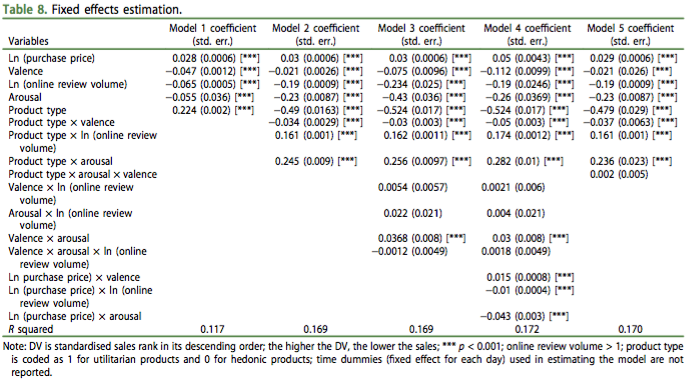 Table 8. Fixed effects estimation.
Model 1 coefficient Model 2 coefficient Model 3 coefficient Model 4 coefficient Model 5 coefficient
Variables (std. err.) (std. err.) (std. err.) (std. err.) (std. err.)
Ln (purchase price) 0.028 (0.0006) [***] 0.03 (0.0006) [***] 0.03 (0.0006) [***] 0.05 (0.0043) [***] 0.029 (0.0006) [***]
Valence −0.047 (0.0012) [***] −0.021 (0.0026) [***] −0.075 (0.0096) [***] −0.112 (0.0099) [***] −0.021 (0.026) [***]
Ln (online review volume) −0.065 (0.0005) [***] −0.19 (0.0009) [***] −0.234 (0.025) [***] −0.19 (0.0246) [***] −0.19 (0.0009) [***]
Arousal −0.055 (0.036) [***] −0.23 (0.0087) [***] −0.43 (0.036) [***] −0.26 (0.0369) [***] −0.23 (0.0087) [***]
Product type 0.224 (0.002) [***] −0.49 (0.0163) [***] −0.524 (0.017) [***] −0.524 (0.017) [***] −0.479 (0.029) [***]
Product type × valence −0.034 (0.0029) [***] −0.03 (0.003) [***] −0.05 (0.003) [***] −0.037 (0.0063) [***]
Product type × ln (online review 0.161 (0.001) [***] 0.162 (0.0011) [***] 0.174 (0.0012) [***] 0.161 (0.001) [***]
volume)
Product type × arousal 0.245 (0.009) [***] 0.256 (0.0097) [***] 0.282 (0.01) [***] 0.236 (0.023) [***]
Product type × arousal × valence 0.002 (0.005)
Valence × ln (online review 0.0054 (0.0057) 0.0021 (0.006)
volume)
Arousal × ln (online review 0.022 (0.021) 0.004 (0.021)
volume)
Valence × arousal 0.0368 (0.008) [***] 0.03 (0.008) [***]
Valence × arousal × ln (online −0.0012 (0.0049) 0.0018 (0.0049)
review volume)
Ln purchase price) × valence 0.015 (0.0008) [***]
Ln (purchase price) × ln (online −0.01 (0.0004) [***]
review volume)
Ln (purchase price) × arousal −0.043 (0.003) [***]
R squared 0.117 0.169 0.169 0.172 0.170
Note: DV is standardised sales rank in its descending order; the higher the DV, the lower the sales; *** p < 0.001; online review volume > 1; product type
is coded as 1 for utilitarian products and 0 for hedonic products; time dummies (fixed effect for each day) used in estimating the model are not
reported.